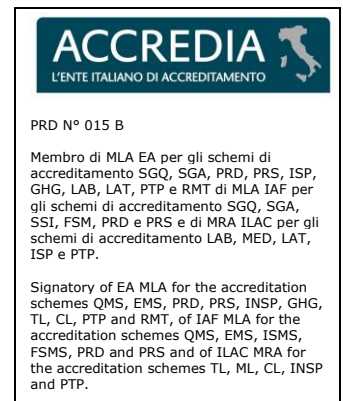 ACCREDIA
L'ENTE ITALIANO DI ACCREDITAMENTO
PRD N° 015 B
Membro di MLA EA per gli schemi di
accreditamento SGQ, SGA, PRD, PRS, ISP,
GHG, LAB, LAT, PTP e RMT di MLA IAF per
gli schemi di accreditamento SGQ, SGA,
SSI, FSM, PRD e PRS e di MRA ILAC per gli
schemi di accreditamento LAB, MED, LAT,
ISP e PTP.
Signatory of EA MLA for the accreditation
schemes QMS, EMS, PRD, PRS, INSP, GHG,
TL, CL, PTP and RMT, of IAF MLA for the
accreditation schemes QMS, EMS, ISMS,
FSMS, PRD and PRS and of ILAC MRA for
the accreditation schemes TL, ML, CL, INSP
and PTP.